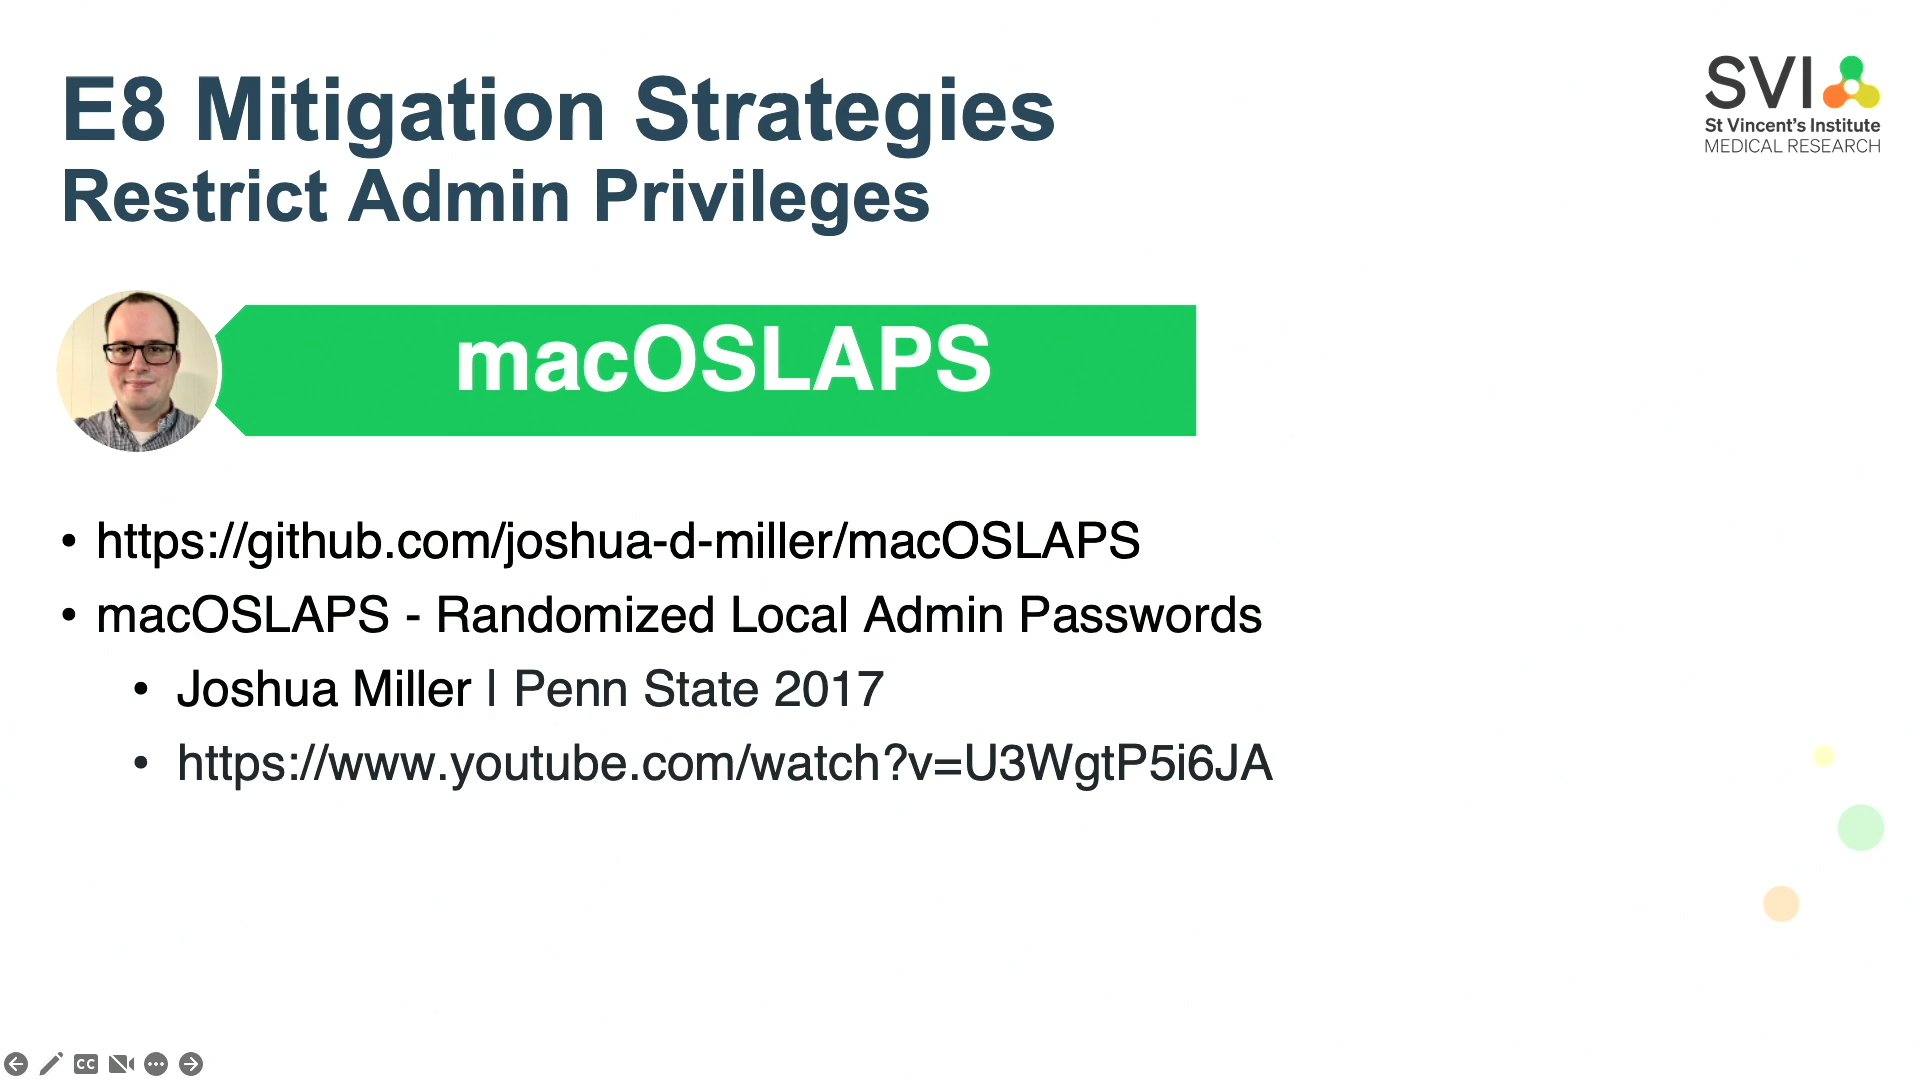 E8 Mitigation Strategies
Restrict Admin Privileges
SVI
St Vincent's Institute
MEDICAL RESEARCH
macOSLAPS
• https://github.com/joshua-d-miller/macOSLAPS
• macOSLAPS - Randomized Local Admin Passwords
• Joshua Miller | Penn State 2017
• https://www.youtube.com/watch?v=U3WgtP5i6JA
CC